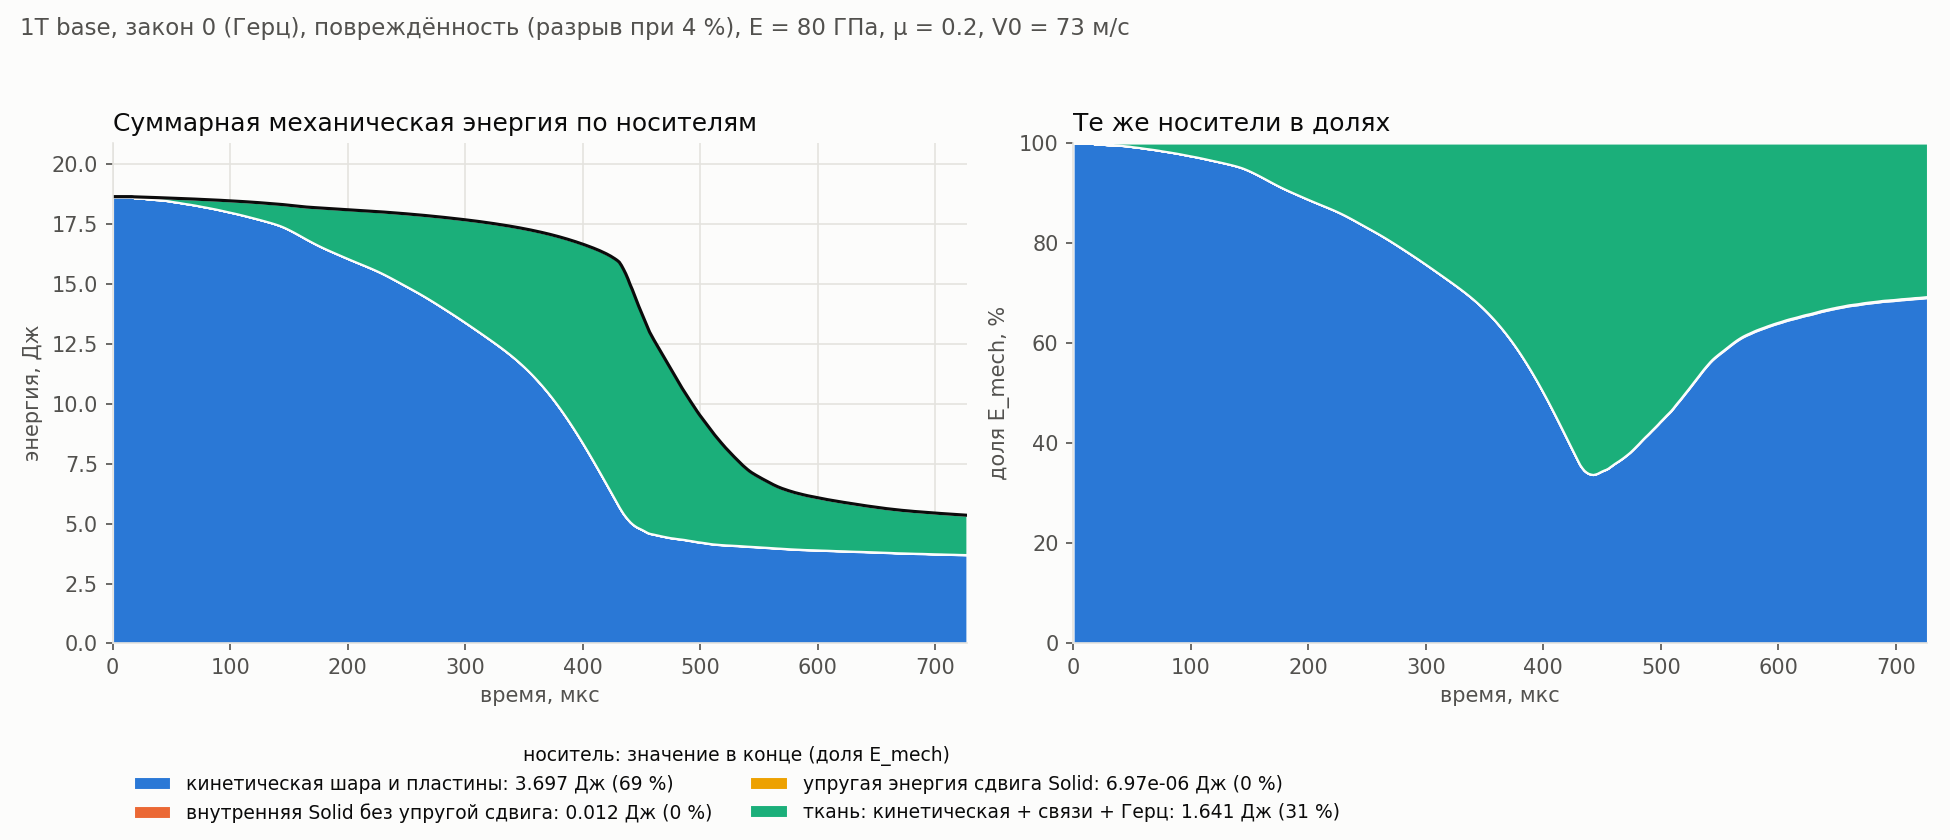 1T base, закон 0 (Герц), повреждённость (разрыв при 4 %), E = 80 ГПа, μ = 0.2, V0 = 73 м/с
Суммарная механическая энергия по носителям
20.0
17.5
15.0
12.5
10.0
7.5
5.0
2.5
0.0
энергия, Дж
0 100 200 300 400 500 600 700
время, мкс
Те же носители в долях
100
80
60
40
20
0
доля E_mech, %
0 100 200 300 400 500 600 700
время, мкс
носитель: значение в конце (доля E_mech)
кинетическая шара и пластины: 3.697 Дж (69 %)
внутренняя Solid без упругой сдвига: 0.012 Дж (0 %)
упругая энергия сдвига Solid: 6.97e-06 Дж (0 %)
ткань: кинетическая + связи + Герц: 1.641 Дж (31 %)